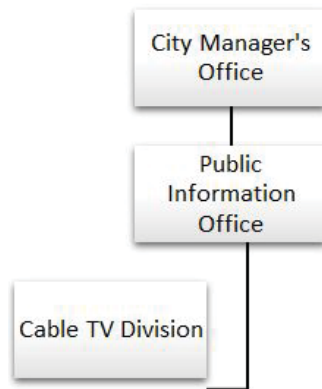 City Manager's
Office
Public
Information
Office
Cable TV Division